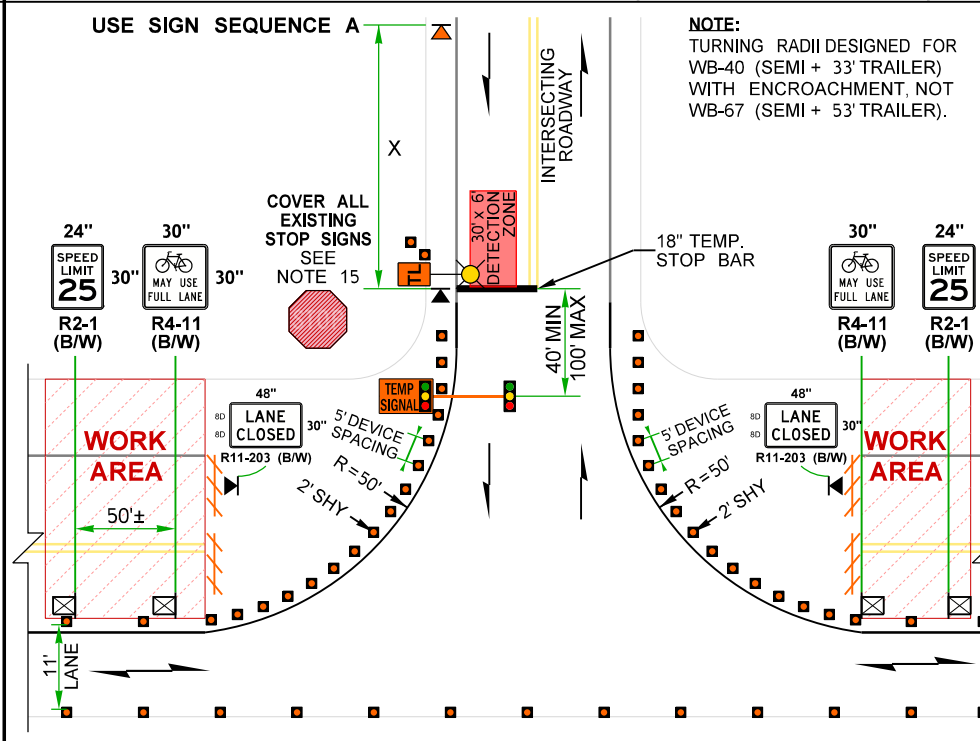 USE SIGN SEQUENCE A
NOTE:
TURNING RADII DESIGNED FOR
WB-40 (SEMI + 33' TRAILER)
WITH ENCROACHMENT, NOT
WB-67 (SEMI + 53' TRAILER).
INTERSECTING
ROADWAY
X
COVER ALL
EXISTING
STOP SIGNS
SEE
NOTE 15
STOP
TL
30' x 6'
DETECTION
ZONE
18" TEMP.
STOP BAR
40' MIN
100' MAX
24"
SPEED
LIMIT
25
30"
R2-1
(B/W)
30"
MAY USE
FULL LANE
30"
R4-11
(B/W)
30"
MAY USE
FULL LANE
R4-11
(B/W)
24"
SPEED
LIMIT
25
R2-1
(B/W)
TEMP
SIGNAL
48"
8D
LANE
8D
CLOSED
30"
R11-203 (B/W)
48"
8D
LANE
8D
CLOSED
30"
R11-203 (B/W)
WORK
AREA
WORK
AREA
5' DEVICE
SPACING
R=50'
2' SHY
5' DEVICE
SPACING
R=50'
2' SHY
50'±
11'
LANE